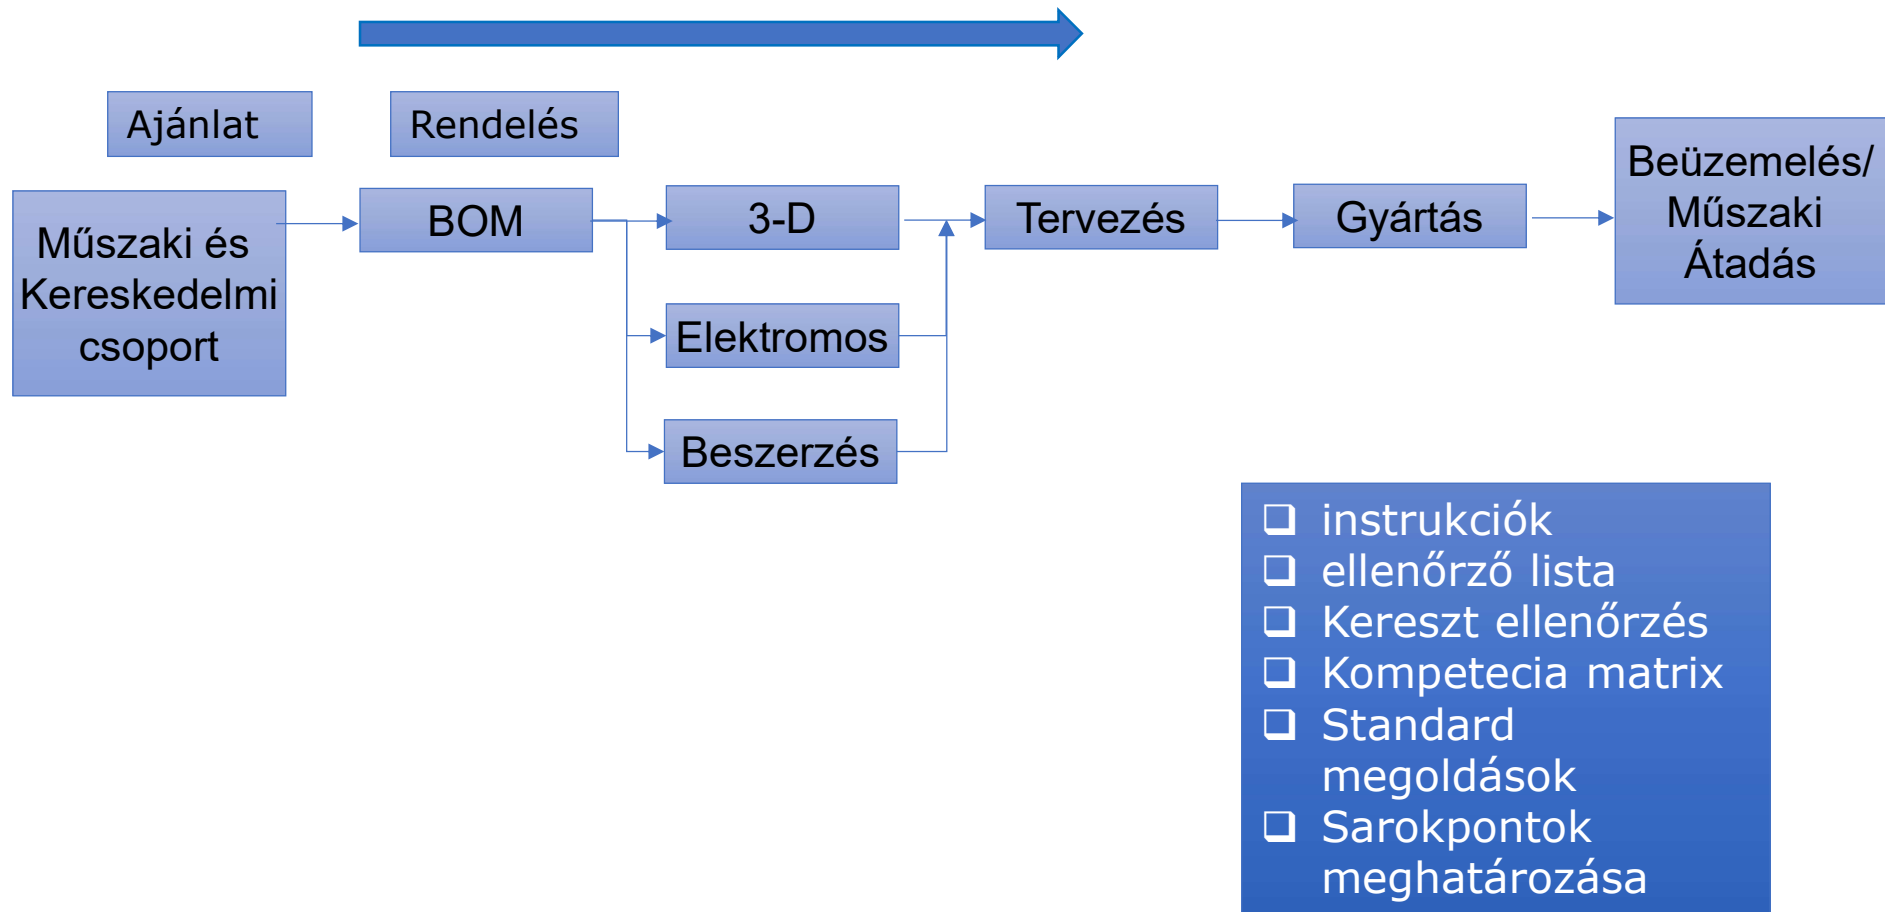 Ajánlat
Rendelés
Műszaki és
Kereskedelmi
csoport
BOM
3-D
Elektromos
Beszerzés
Tervezés
Gyártás
Beüzemelés/
Műszaki
Átadás
instrukciók
ellenőrző lista
Kereszt ellenőrzés
Kompetecia matrix
Standard
megoldások
Sarokpontok
meghatározása